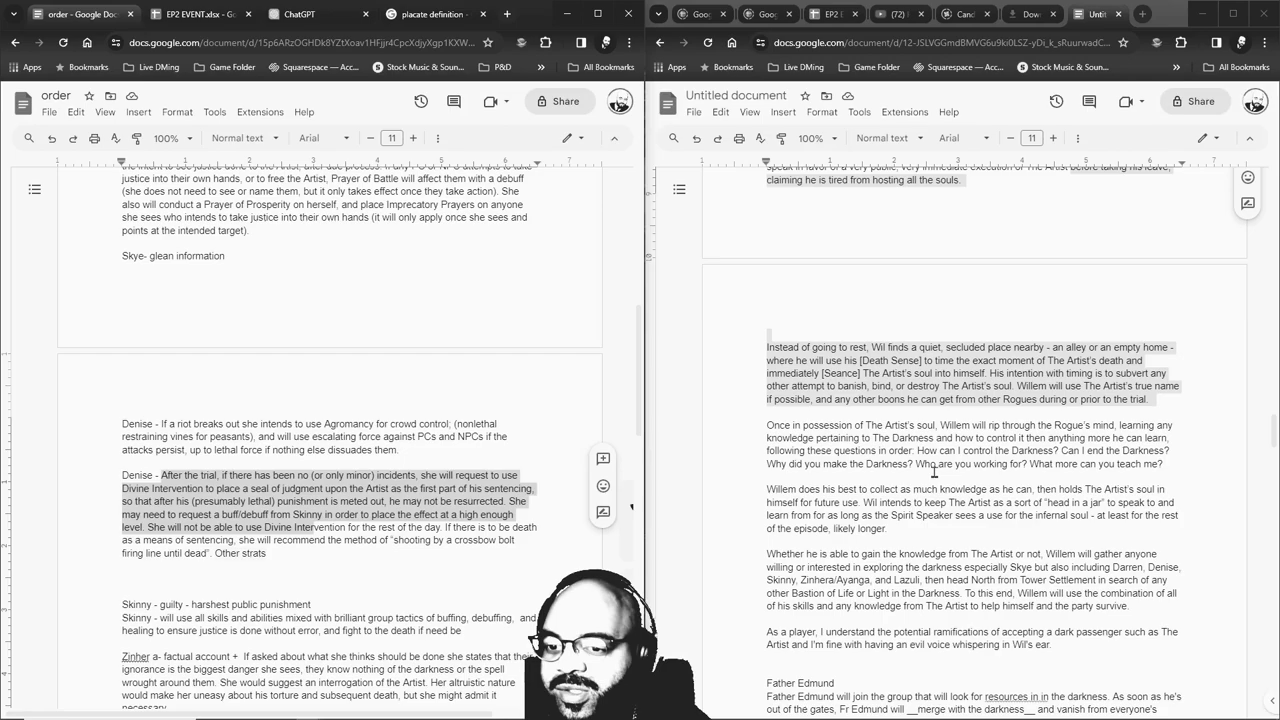 order - Google Doc
EP2 EVENT.xlsx - G
ChatGPT
placate definition -
docs.google.com/document/d/15p6ARzOGHDk8YZtXoav1HFjjr4CpcXdjyXgp1KXW...
Apps
Bookmarks
Live DMing
Game Folder
Squarespace —...Cant
Stock Music & Soun...
P&D
All Bookmarks
order
File
Edit
View
Insert
Format
Tools
Extensions
Help
Share
100%
Normal text
Arial
11
justice into their own hands, or to free the Artist, Prayer of Battle will affect them with a debuff
(she does not need to see or name them, but it only takes effect once they take action). She
also will conduct a Prayer of Prosperity on herself, and place Imprecatory Prayers on anyone
she sees who intends to take justice into their own hands (it will only apply once she sees and
points at the intended target).
Skye- glean information
Denise - If a riot breaks out she intends to use Agromancy for crowd control; (nonlethal
restraining vines for peasants), and will use escalating force against PCs and NPCs if the
attacks persist, up to lethal force if nothing else dissuades them.
Denise - After the trial, if there has been no (or only minor) incidents, she will request to use
Divine Intervention to place a seal of judgment upon the Artist as the first part of his sentencing,
so that after his (presumably lethal) punishment is meted out, he may not be resurrected. She
may need to request a buff/debuff from Skinny in order to place the effect at a high enough
level. She will not be able to use Divine Intervention for the rest of the day. If there is to be death
as a means of sentencing, she will recommend the method of “shooting by a crossbow bolt
firing line until dead”. Other strats
Skinny - guilty - harshest public punishment
Skinny - will use all skills and abilities mixed with brilliant group tactics of buffing, debuffing, and
healing to ensure justice is done without error, and fight to the death if need be
Zinher a- factual account + If asked about what she thinks should be done she states that their
ignorance is the biggest danger she sees, they know nothing of the darkness or the spell
wrought around them. She would suggest an interrogation of the Artist. Her altruistic nature
would make her uneasy about his torture and subsequent death, but she might admit it
necessary
Goog
Goog
EP2 E
(72)
Cand
Dow
Untit
docs.google.com/document/d/12-JSLVGGmdBMVG6u9ki0LSZ-yDi_k_sRuurwadC...
Apps
Bookmarks
Live DMing
Game Folder
Squarespace —...
Stock Music & Soun...
All Bookmarks
Untitled document
File
Edit
View
Insert
Format
Tools
Extensions
Help
Share
100%
Normal text
Arial
11
speak in favor of a very public, very immediate execution of The Artist before taking his leave,
claiming he is tired from hosting all the souls.
Instead of going to rest, Wil finds a quiet, secluded place nearby - an alley or an empty home -
where he will use his [Death Sense] to time the exact moment of The Artist’s death and
immediately [Seance] The Artist’s soul into himself. His intention with timing is to subvert any
other attempt to banish, bind, or destroy The Artist’s soul. Willem will use The Artist’s true name
if possible, and any other boons he can get from other Rogues during or prior to the trial.
Once in possession of The Artist’s soul, Willem will rip through the Rogue’s mind, learning any
knowledge pertaining to The Darkness and how to control it then anything more he can learn,
following these questions in order: How can I control the Darkness? Can I end the Darkness?
Why did you make the Darkness? Who are you working for? What more can you teach me?
Willem does his best to collect as much knowledge as he can, then holds The Artist’s soul in
himself for future use. Wil intends to keep The Artist as a sort of “head in a jar” to speak to and
learn from for as long as the Spirit Speaker sees a use for the infernal soul - at least for the rest
of the episode, likely longer.
Whether he is able to gain the knowledge from The Artist or not, Willem will gather anyone
willing or interested in exploring the darkness especially Skye but also including Darren, Denise,
Skinny, Zinhera/Ayanga, and Lazuli, then head North from Tower Settlement in search of any
other Bastion of Life or Light in the Darkness. To this end, Willem will use the combination of all
of his skills and any knowledge from The Artist to help himself and the party survive.
As a player, I understand the potential ramifications of accepting a dark passenger such as The
Artist and I’m fine with having an evil voice whispering in Wil’s ear.
Father Edmund
Father Edmund will join the group that will look for resources in in the darkness. As soon as he’s
out of the gates, Fr Edmund will __merge with the darkness__ and vanish from everyone’s